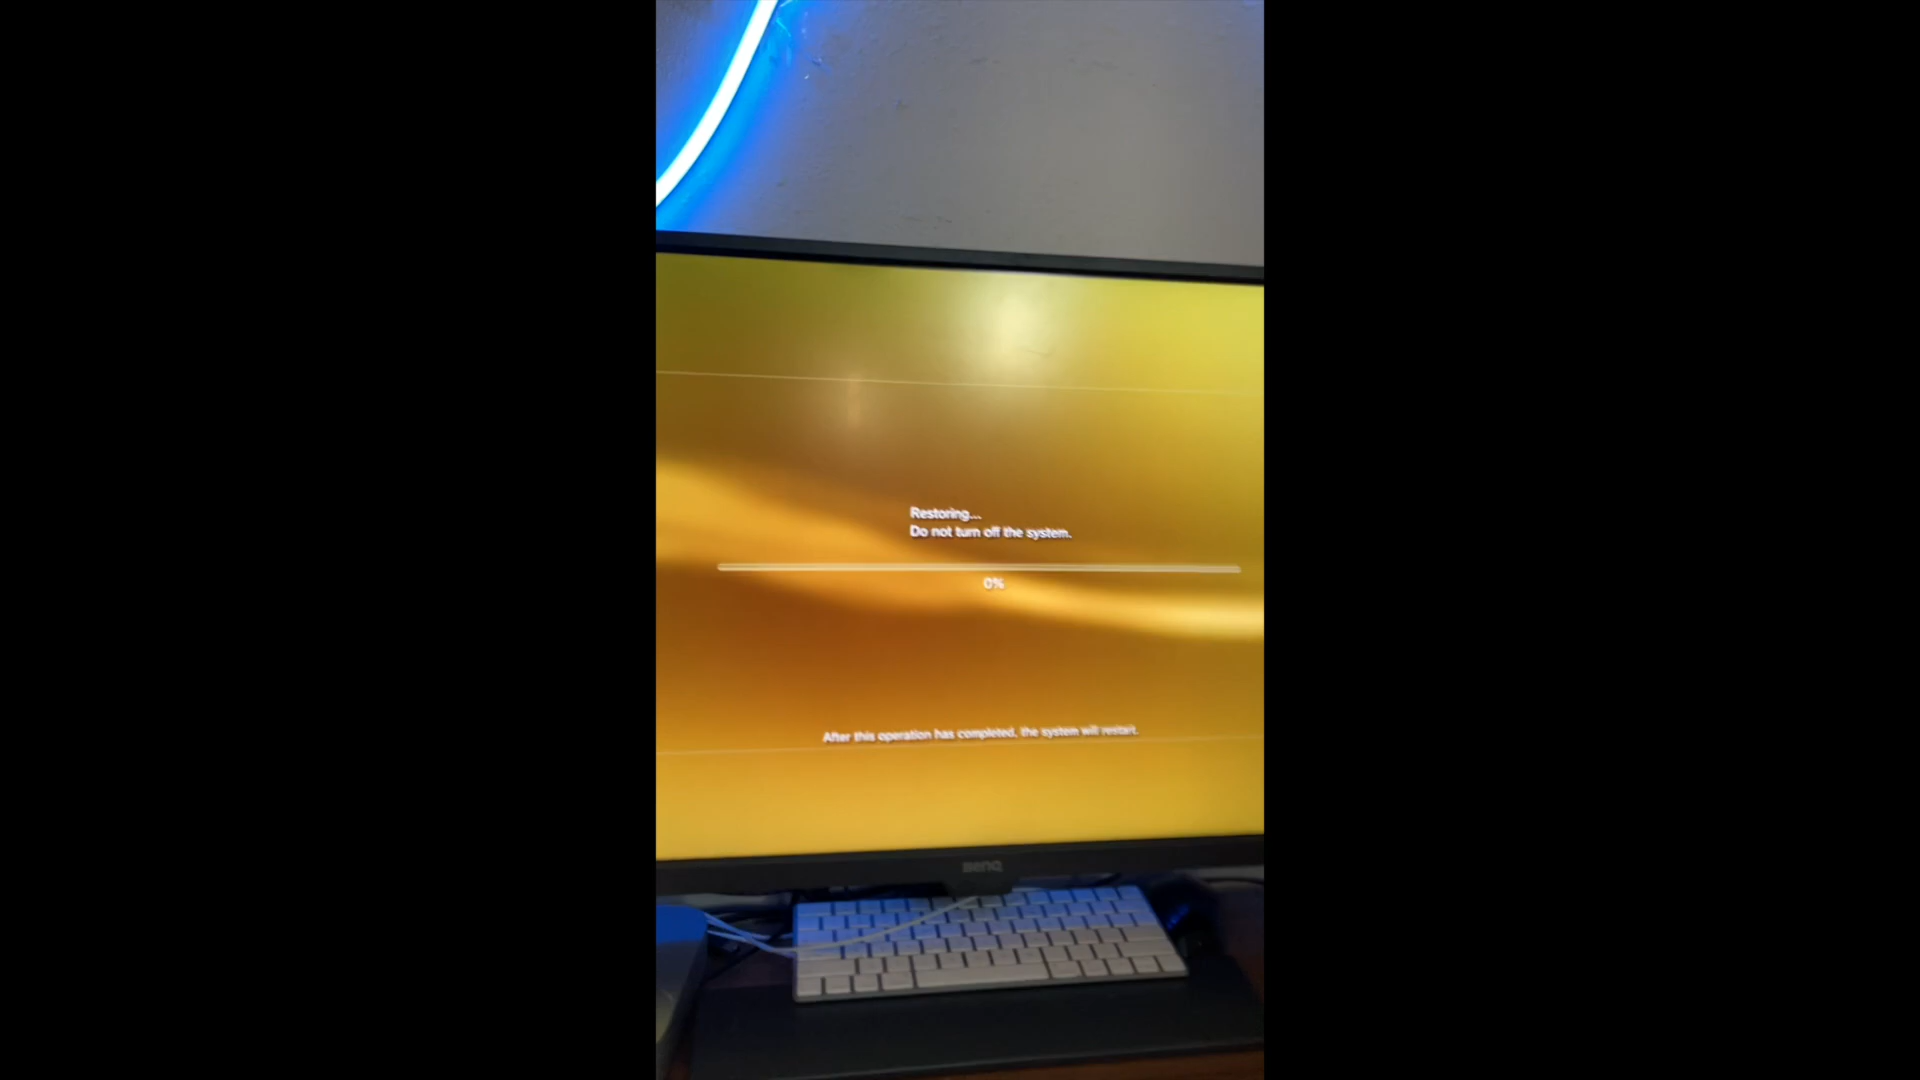 Restoring...
Do not turn off the system.
0%
After this operation has completed, the system will restart.
BenQ